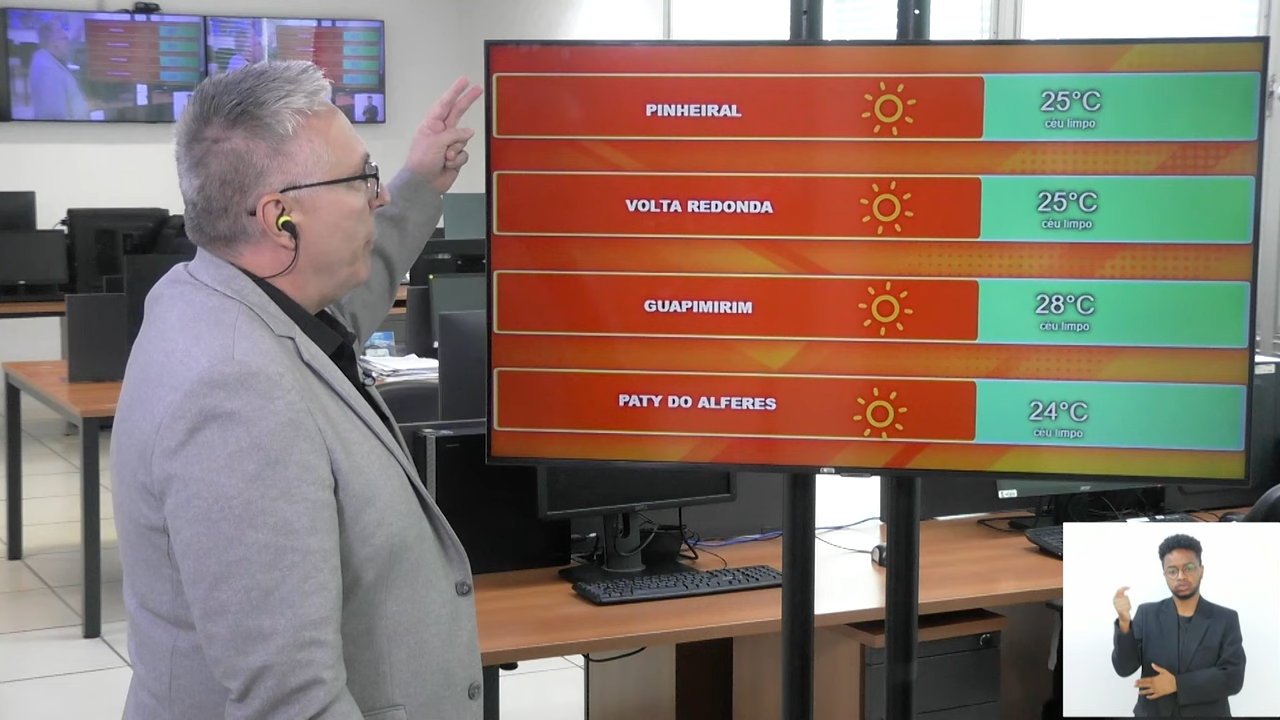 PINHEIRAL
25°C
céu limpo
VOLTA REDONDA
25°C
céu limpo
GUAPIMIRIM
28°C
céu limpo
PATY DO ALFERES
24°C
céu limpo